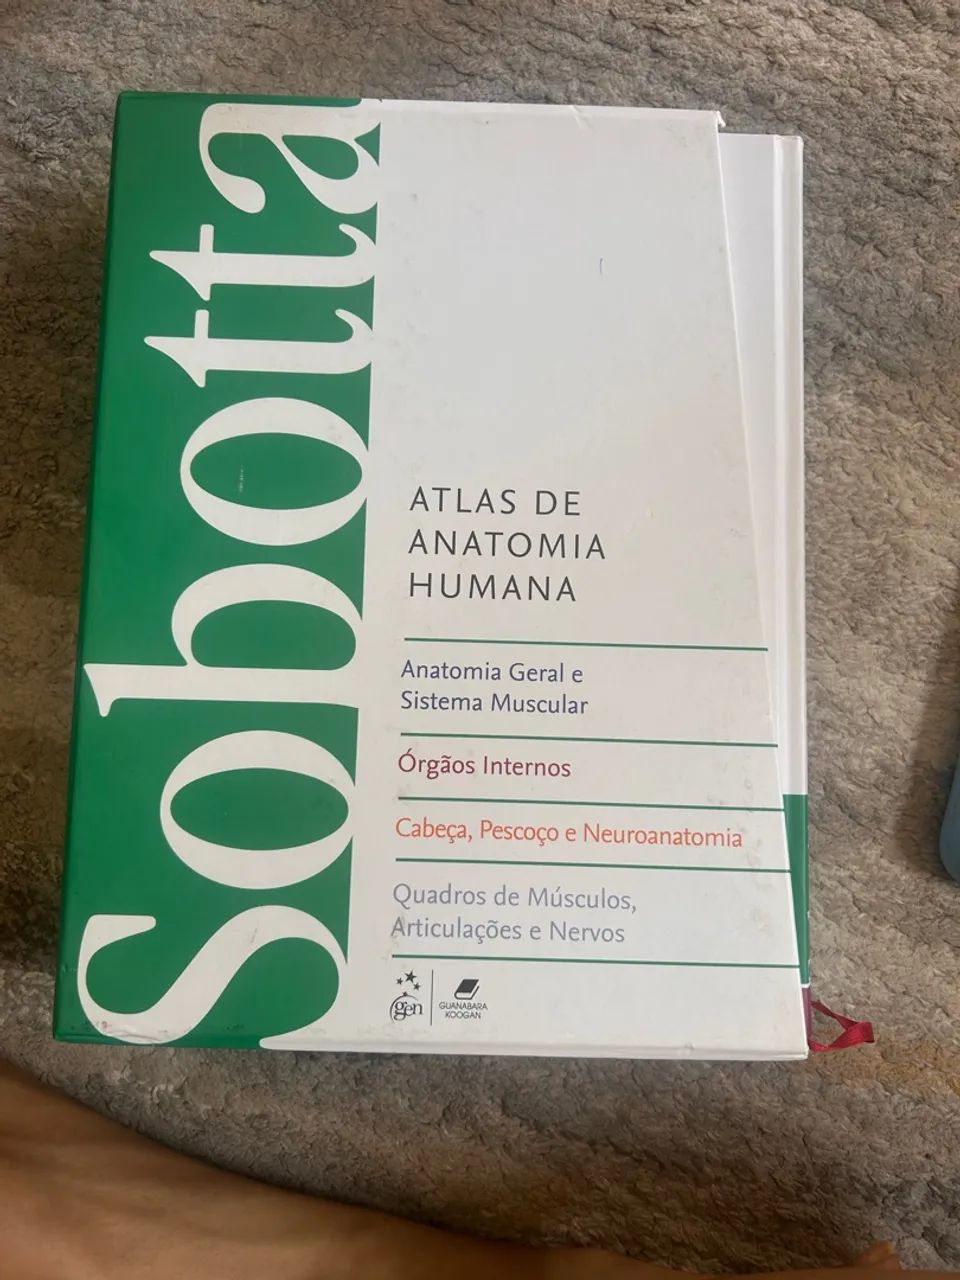 Sobotta
ATLAS DE
ANATOMIA
HUMANA
Anatomia Geral e
Sistema Muscular
Órgãos Internos
Cabeça, Pescoço e Neuroanatomia
Quadros de Músculos,
Articulações e Nervos
gen
GUANABARA
KOOGAN